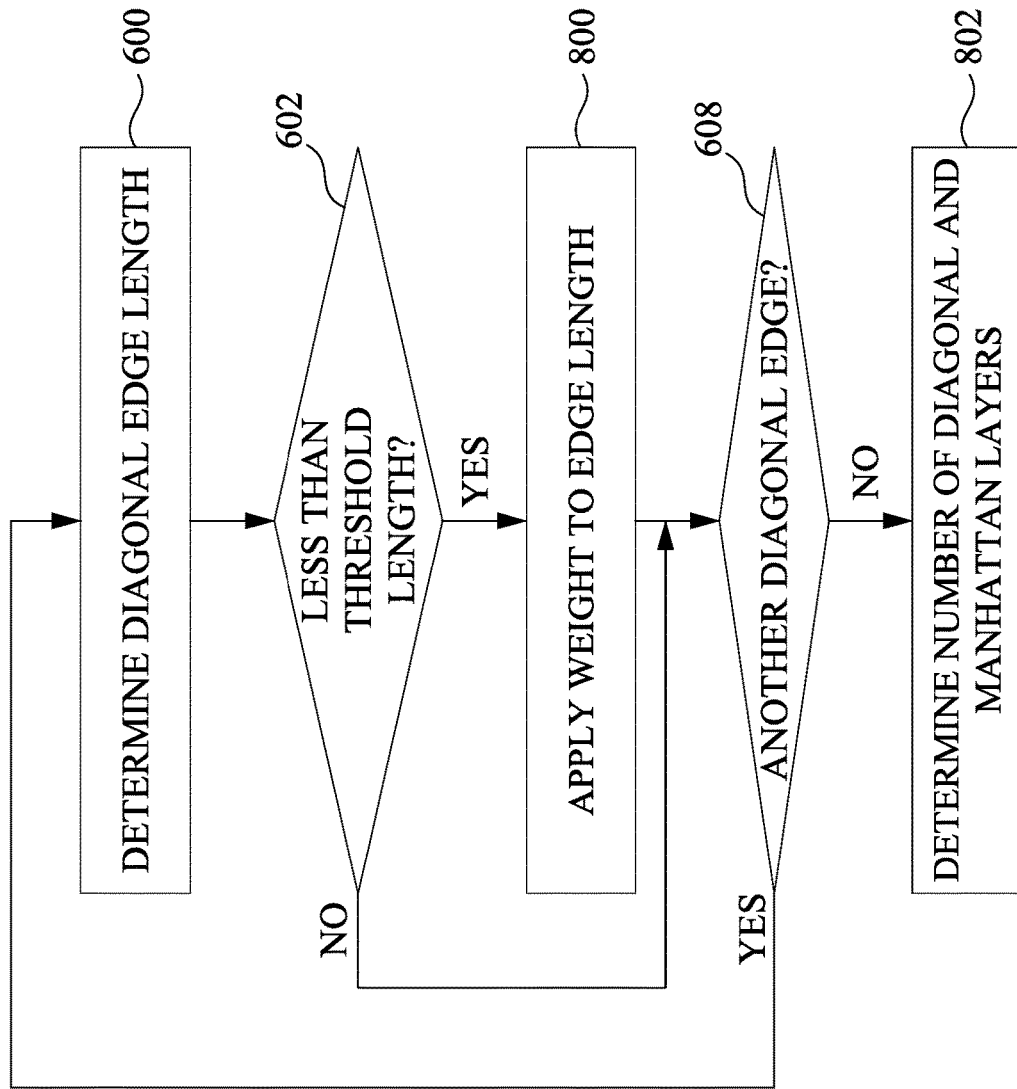 DETERMINE DIAGONAL EDGE LENGTH
600
LESS THAN
THRESHOLD
LENGTH?
602
NO
YES
APPLY WEIGHT TO EDGE LENGTH
800
ANOTHER DIAGONAL EDGE?
608
YES
NO
DETERMINE NUMBER OF DIAGONAL AND
MANHATTAN LAYERS
802